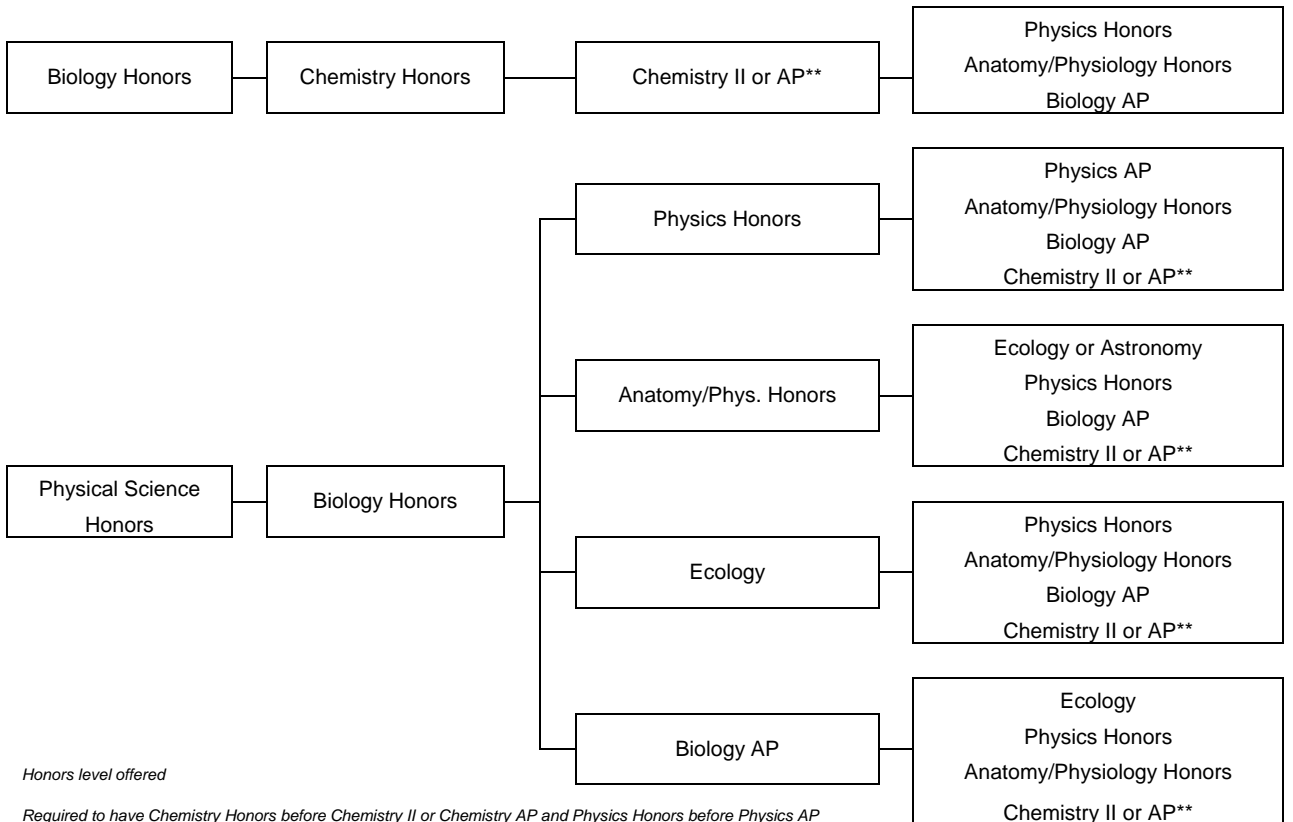 Biology Honors
Chemistry Honors
Chemistry II or AP**
Physics Honors
Anatomy/Physiology Honors
Biology AP
Physics Honors
Physics AP
Anatomy/Physiology Honors
Biology AP
Chemistry II or AP**
Anatomy/Phys. Honors
Ecology or Astronomy
Physics Honors
Biology AP
Chemistry II or AP**
Physical Science
Honors
Biology Honors
Ecology
Physics Honors
Anatomy/Physiology Honors
Biology AP
Chemistry II or AP**
Biology AP
Ecology
Physics Honors
Anatomy/Physiology Honors
Chemistry II or AP**
Honors level offered
Required to have Chemistry Honors before Chemistry II or Chemistry AP and Physics Honors before Physics AP